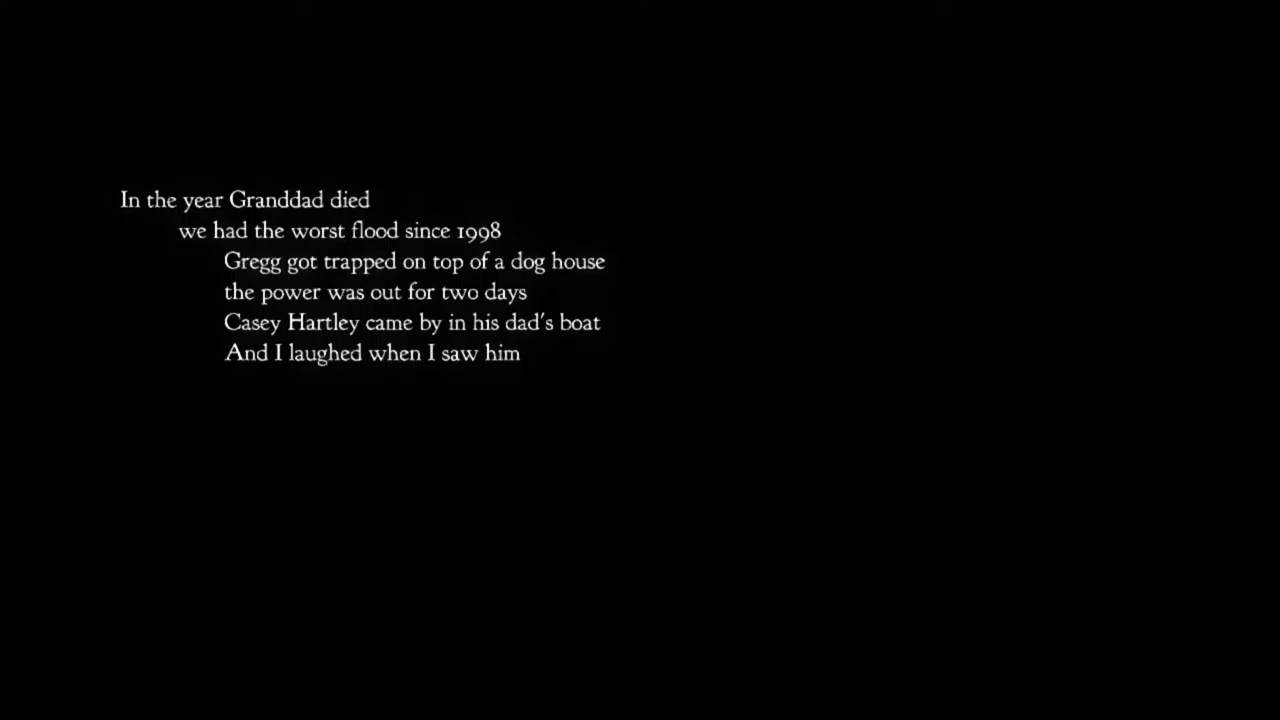 In the year Granddad died
we had the worst flood since 1998
Gregg got trapped on top of a dog house
the power was out for two days
Casey Hartley came by in his dad's boat
And I laughed when I saw him